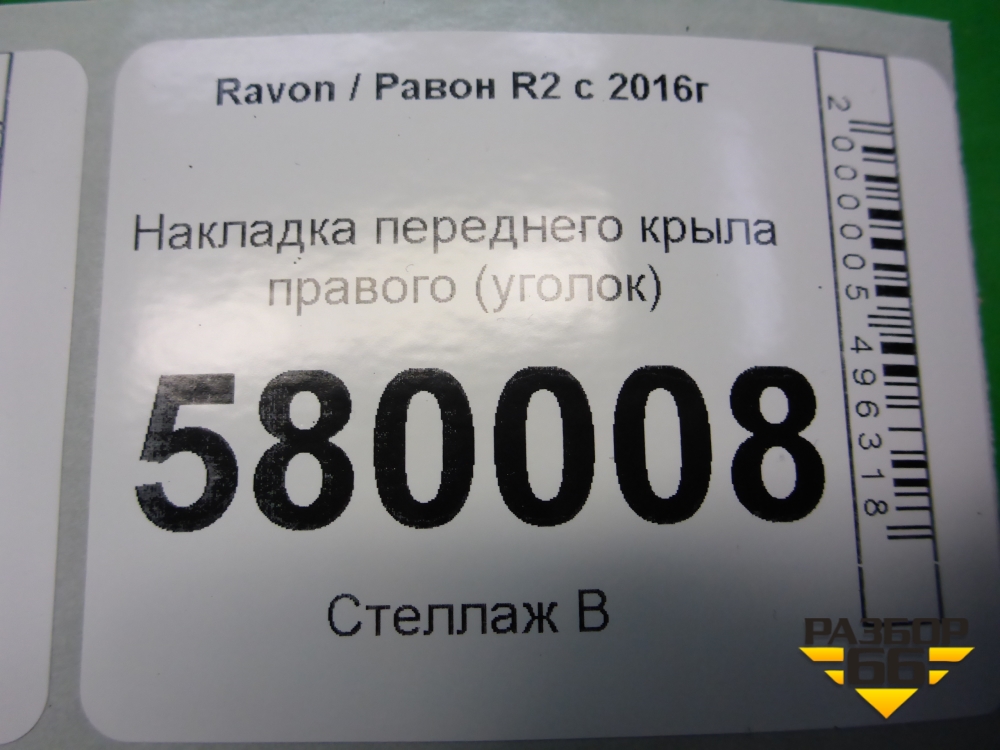 Ravon / Равон R2 с 2016г
Накладка переднего крыла
правого (уголок)
580008
Стеллаж В
2000005496318
РАЗБОР
66